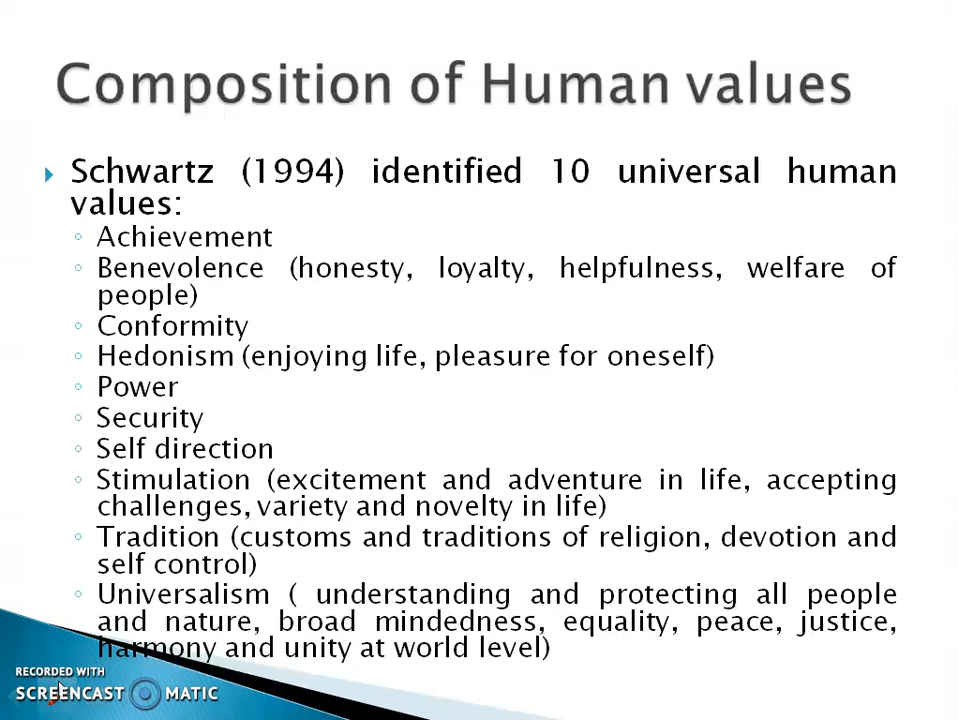 Composition of Human values
Schwartz (1994) identified 10 universal human
values:
Achievement
Benevolence (honesty, loyalty, helpfulness, welfare of
people)
Conformity
Hedonism (enjoying life, pleasure for oneself)
Power
Security
Self direction
Stimulation (excitement and adventure in life, accepting
challenges, variety and novelty in life)
Tradition (customs and traditions of religion, devotion and
self control)
Universalism ( understanding and protecting all people
and nature, broad mindedness, equality, peace, justice,
harmony and unity at world level)
RECORDED WITH
SCREENCAST MATIC